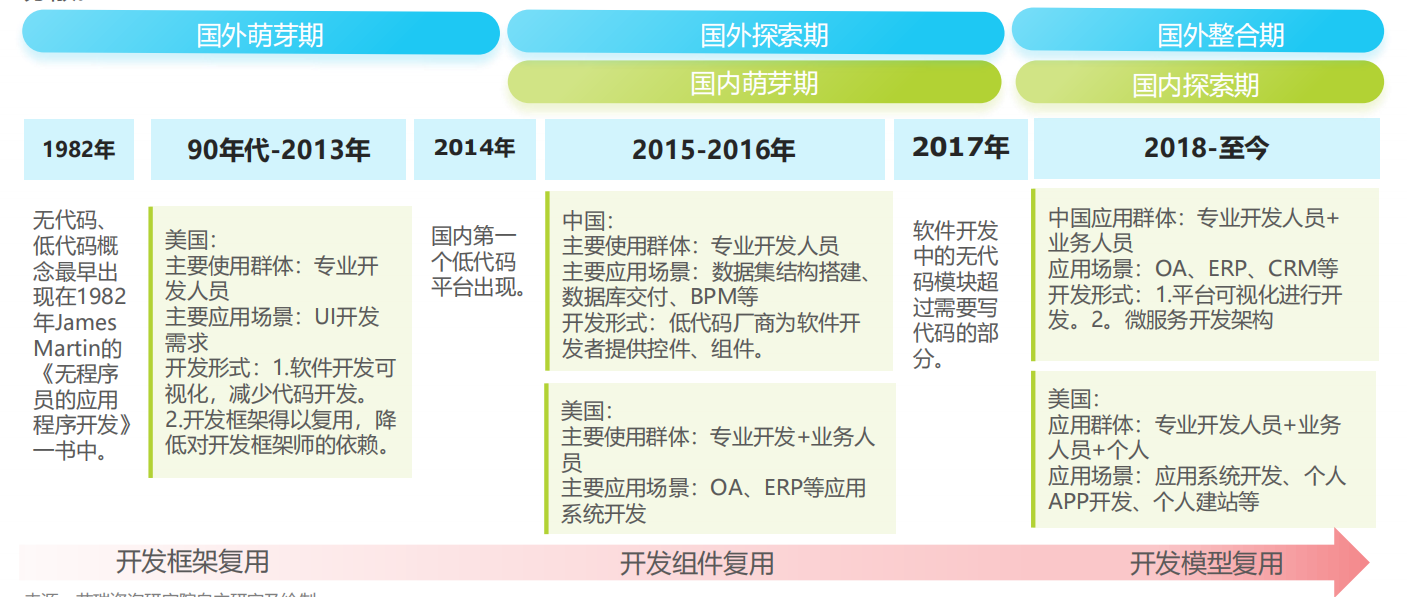 国外萌芽期
国外探索期
国外整合期
国内萌芽期
国内探索期
1982年
90年代-2013年
2014年
2015-2016年
2017年
2018-至今
无代码、
低代码概
念最早出
现在1982
年James
Martin的
《无程序
员的应用
程序开发》
一书中。
美国：
主要使用群体：专业开
发人员
主要应用场景：UI开发
需求
开发形式：1.软件开发可
视化，减少代码开发。
2.开发框架得以复用，降
低对开发框架师的依赖。
国内第一
个低代码
平台出现。
中国：
主要使用群体：专业开发人员
主要应用场景：数据集结构搭建、
数据库交付、BPM等
开发形式：低代码厂商为软件开
发者提供控件、组件。
美国：
主要使用群体：专业开发+业务人
员
主要应用场景：OA、ERP等应用
系统开发
软件开发
中的无代
码模块超
过需要写
代码的部
分。
中国应用群体：专业开发人员+
业务人员
应用场景：OA、ERP、CRM等
开发形式：1.平台可视化进行开
发。2。微服务开发架构
美国：
应用群体：专业开发人员+业务
人员+个人
应用场景：应用系统开发、个人
APP开发、个人建站等
开发框架复用
开发组件复用
开发模型复用